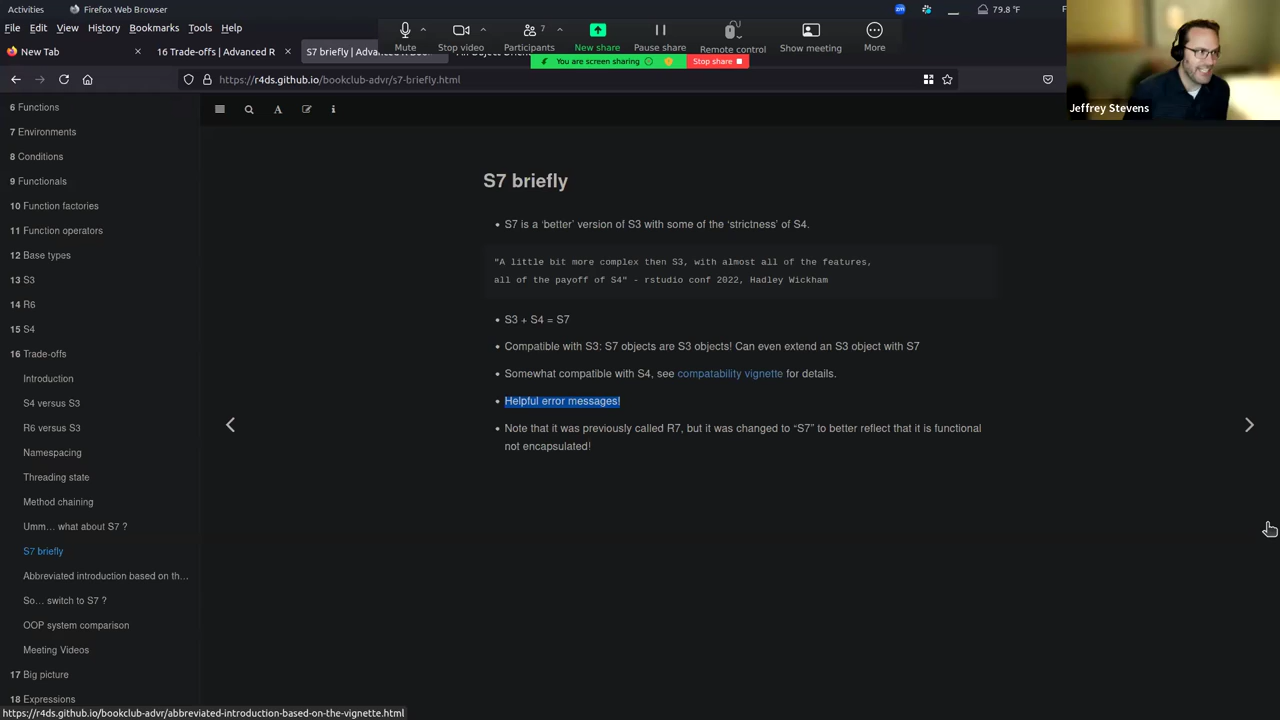 Activities
Firefox Web Browser
79.8 °F
File Edit View History Bookmarks Tools Help
Mute
Stop video
Participants
7
New share
Pause share
Remote control
Show meeting
More
New Tab
16 Trade-offs | Advanced R
S7 briefly | Advanced R Boo
You are screen sharing
Stop share
https://r4ds.github.io/bookclub-advr/s7-briefly.html
Jeffrey Stevens
6 Functions
7 Environments
8 Conditions
9 Functionals
10 Function factories
11 Function operators
12 Base types
13 S3
14 R6
15 S4
16 Trade-offs
Introduction
S4 versus S3
R6 versus S3
Namespacing
Threading state
Method chaining
Umm… what about S7 ?
S7 briefly
Abbreviated introduction based on th…
So… switch to S7 ?
OOP system comparison
Meeting Videos
17 Big picture
18 Expressions
S7 briefly
• S7 is a ‘better’ version of S3 with some of the ‘strictness’ of S4.
"A little bit more complex then S3, with almost all of the features,
all of the payoff of S4" - rstudio conf 2022, Hadley Wickham
• S3 + S4 = S7
• Compatible with S3: S7 objects are S3 objects! Can even extend an S3 object with S7
• Somewhat compatible with S4, see compatability vignette for details.
• Helpful error messages!
• Note that it was previously called R7, but it was changed to “S7” to better reflect that it is functional
not encapsulated!
https://r4ds.github.io/bookclub-advr/abbreviated-introduction-based-on-the-vignette.html